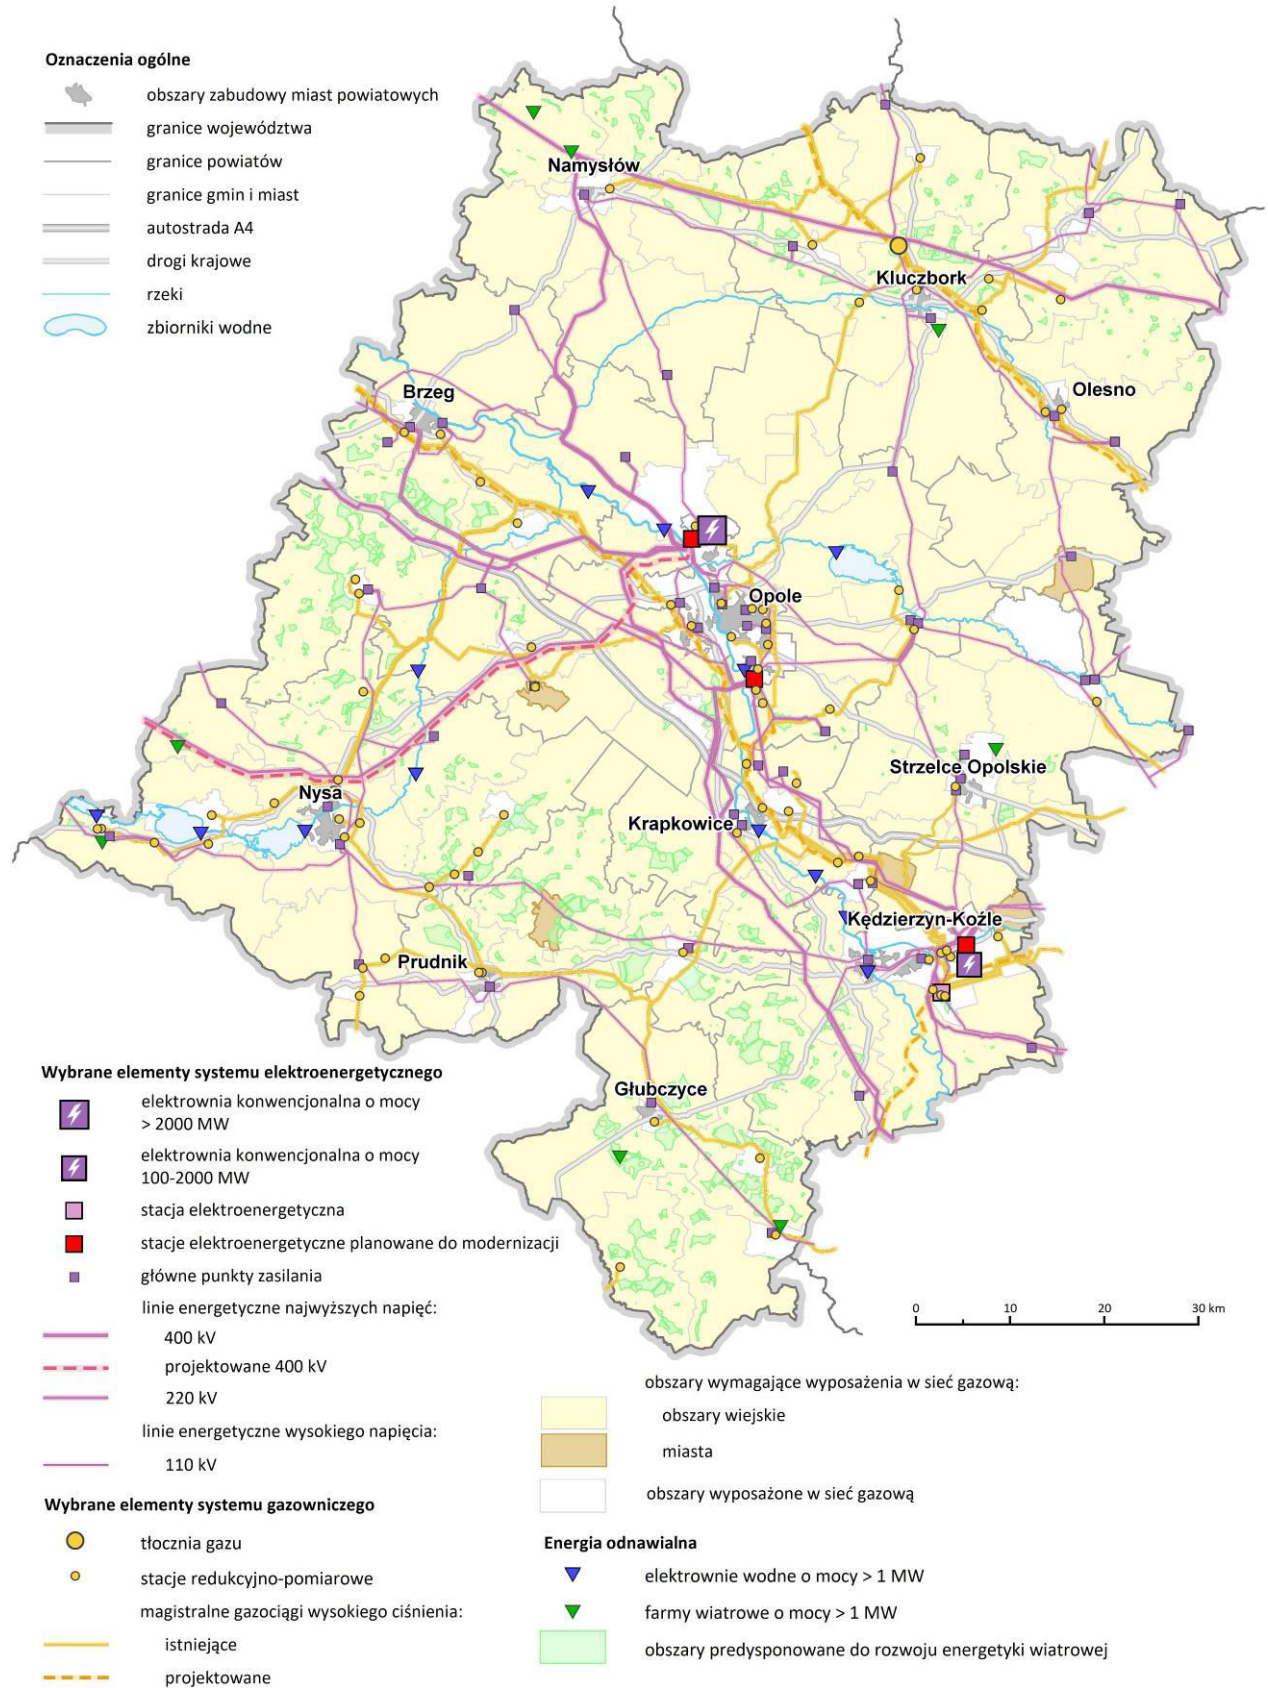 Oznaczenia ogólne
obszary zabudowy miast powiatowych
granice województwa
granice powiatów
granice gmin i miast
autostrada A4
drogi krajowe
rzeki
zbiorniki wodne
Namysłów
Kluczbork
Brzeg
Olesno
Opole
Strzelce Opolskie
Nysa
Krapkowice
Kędzierzyn-Koźle
Prudnik
Głubczyce
Wybrane elementy systemu elektroenergetycznego
elektrownia konwencjonalna o mocy
> 2000 MW
elektrownia konwencjonalna o mocy
100-2000 MW
stacja elektroenergetyczna
stacje elektroenergetyczne planowane do modernizacji
główne punkty zasilania
linie energetyczne najwyższych napięć:
400 kV
projektowane 400 kV
220 kV
linie energetyczne wysokiego napięcia:
110 kV
Wybrane elementy systemu gazowniczego
tłocznia gazu
stacje redukcyjno-pomiarowe
magistralne gazociągi wysokiego ciśnienia:
istniejące
projektowane
0 10 20 30 km
obszary wymagające wyposażenia w sieć gazową:
obszary wiejskie
miasta
obszary wyposażone w sieć gazową
Energia odnawialna
elektrownie wodne o mocy > 1 MW
farmy wiatrowe o mocy > 1 MW
obszary predysponowane do rozwoju energetyki wiatrowej